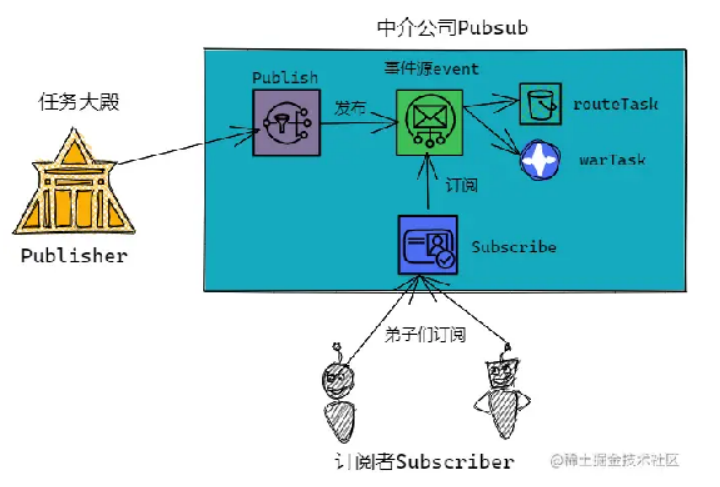 中介公司Pubsub
任务大殿
Publish
事件源event
发布
routeTask
warTask
Publisher
订阅
Subscribe
弟子们订阅
订阅者Subscriber
@稀土掘金技术社区